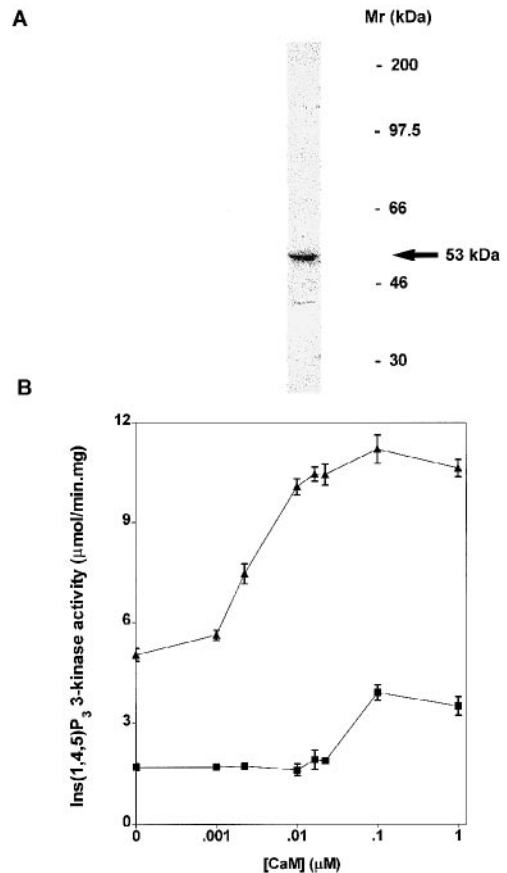 A
Mr (kDa)
- 200
- 97.5
- 66
53 kDa
- 46
- 30
B
12
9
6
3
0
Ins(1,4,5)P3 3-kinase activity (μmol/min.mg)
0 .001 .01 .1 1
[CaM] (μM)